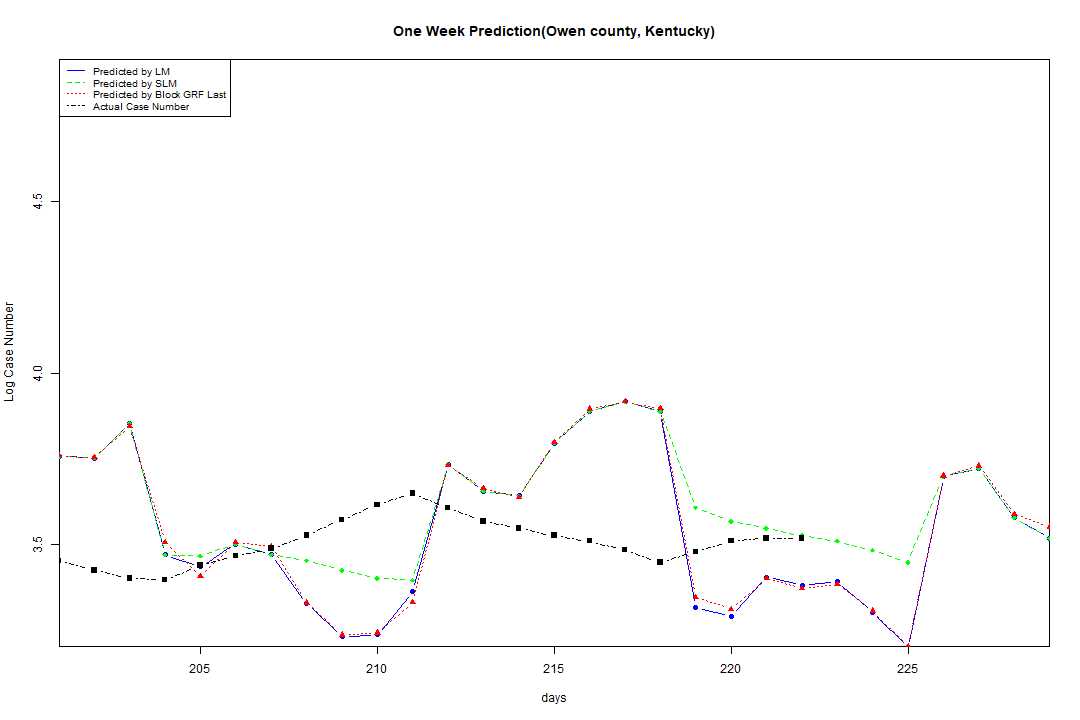 One Week Prediction(Owen county, Kentucky)
Predicted by LM
Predicted by SLM
Predicted by Block GRF Last
Actual Case Number
4.5
4.0
3.5
Log Case Number
205 210 215 220 225
days